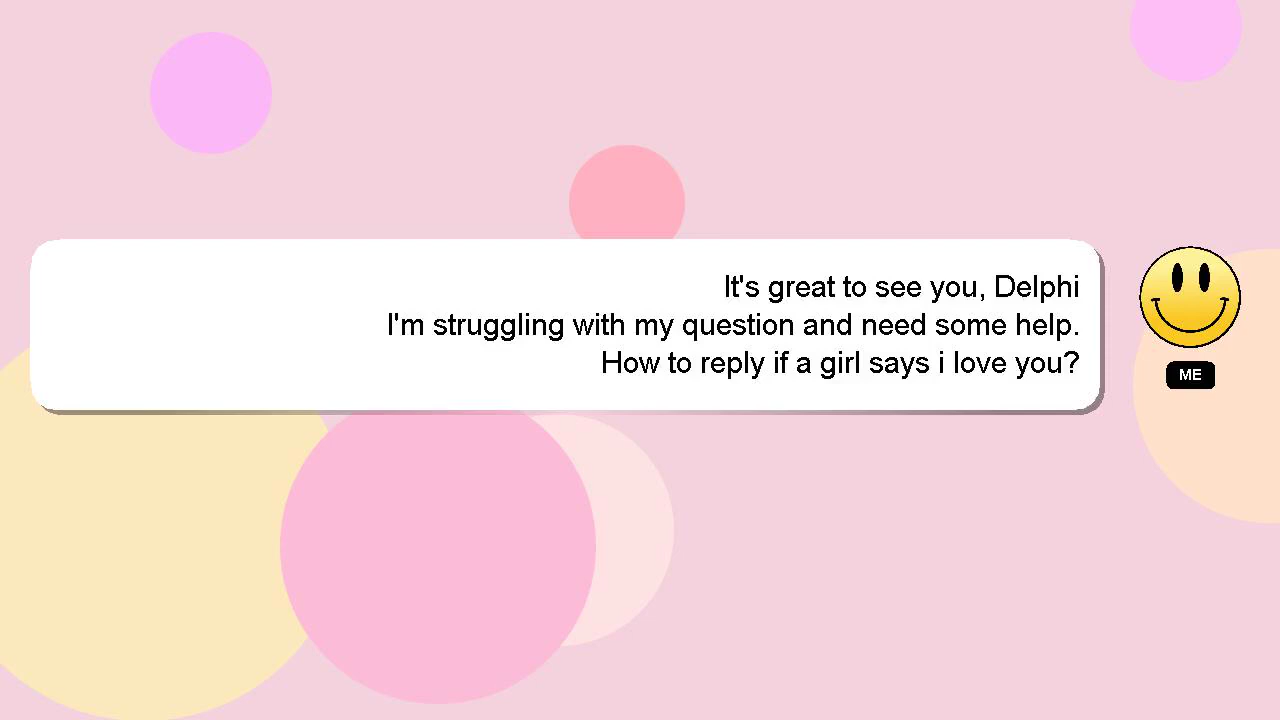 It's great to see you, Delphi
I'm struggling with my question and need some help.
How to reply if a girl says i love you?
ME